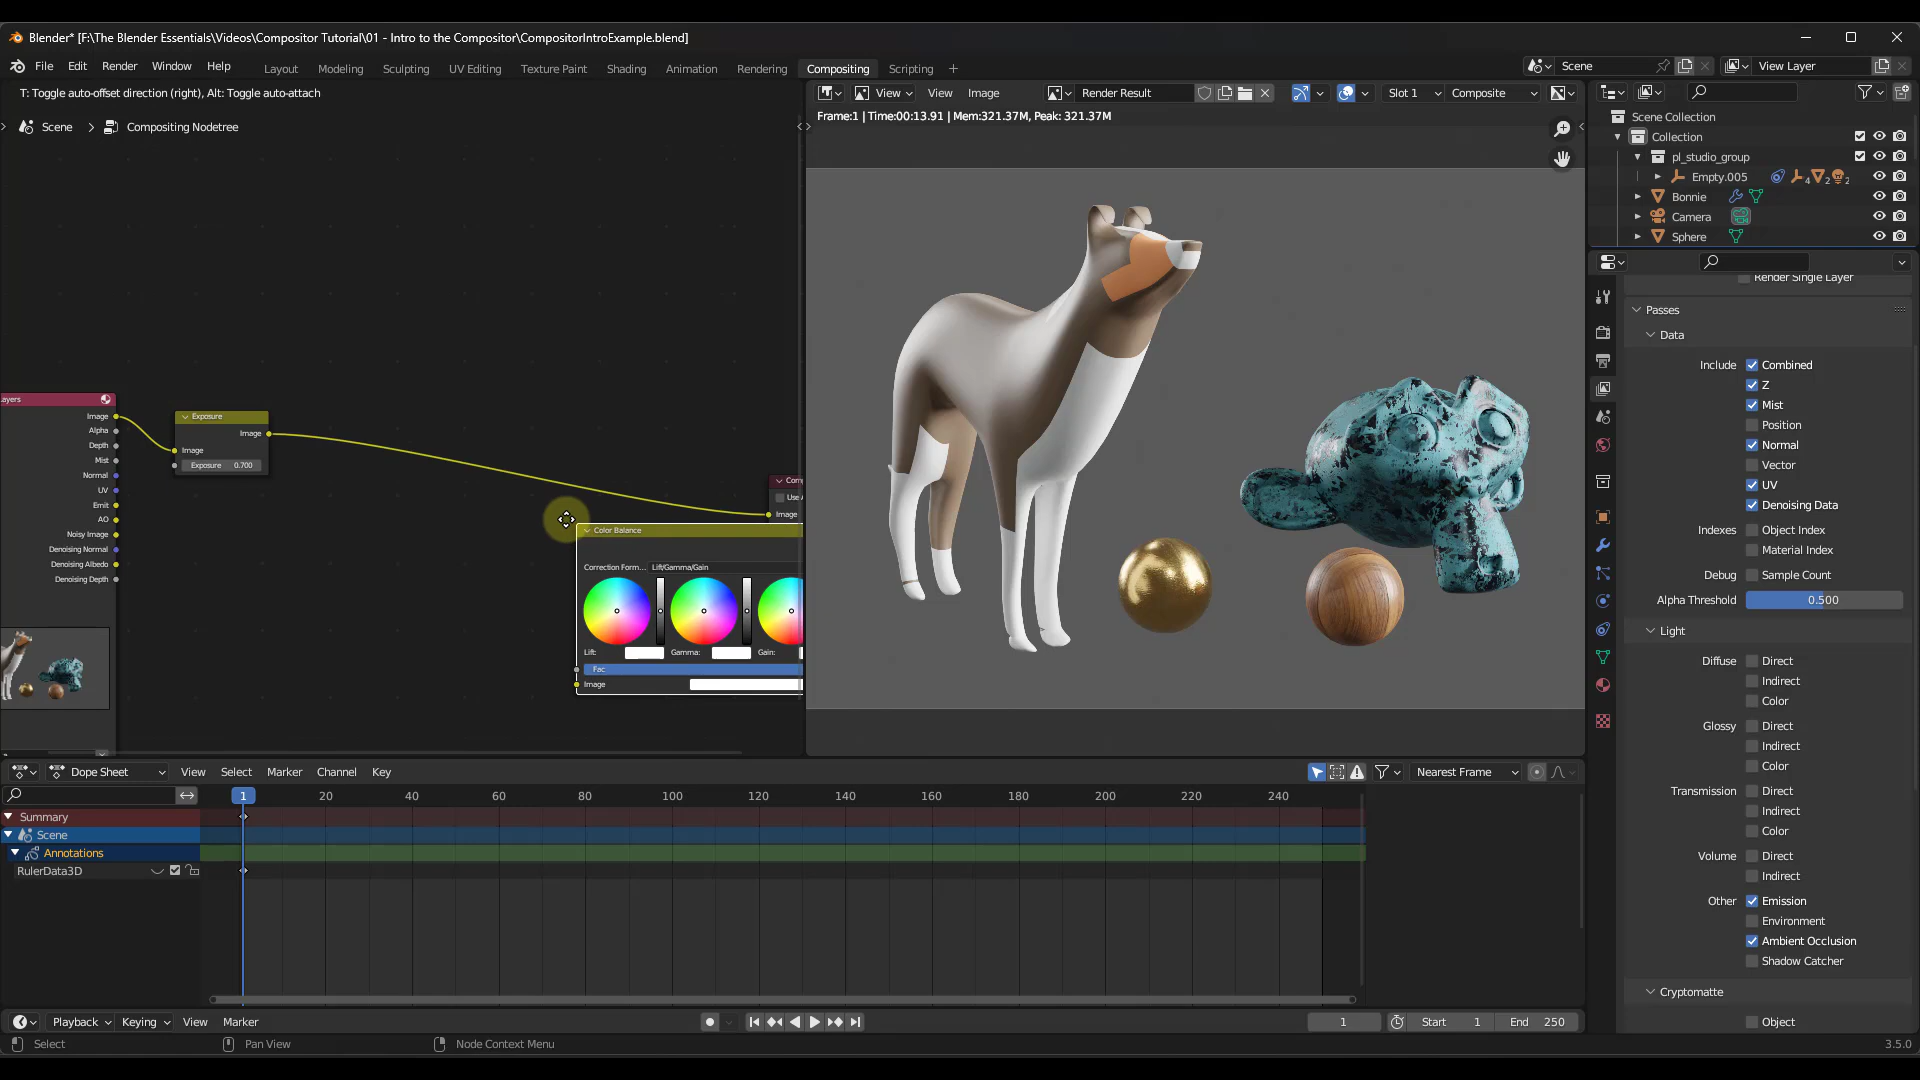 Blender* [F:\The Blender Essentials\Videos\Compositor Tutorial\01 - Intro to the Compositor\CompositorIntroExample.blend]
File Edit Render Window Help Layout Modeling Sculpting UV Editing Texture Paint Shading Animation Rendering Compositing Scripting + Scene View Layer
T: Toggle auto-offset direction (right), Alt: Toggle auto-attach
View View Image Render Result Slot 1 Composite
Frame:1 | Time:00:13.91 | Mem:321.37M, Peak: 321.37M
Scene > Compositing Nodetree
Scene Collection
Collection
pl_studio_group
Empty.005 4 2 2
Bonnie
Camera
Sphere
Render Single Layer
Passes
Data
Include Combined
Z
Mist
Position
Normal
Vector
UV
Denoising Data
Indexes Object Index
Material Index
Debug Sample Count
Alpha Threshold 0.500
Light
Diffuse Direct
Indirect
Color
Glossy Direct
Indirect
Color
Transmission Direct
Indirect
Color
Volume Direct
Indirect
Other Emission
Environment
Ambient Occlusion
Shadow Catcher
Cryptomatte
Object
ayers
Image
Alpha
Depth
Mist
Normal
UV
Emit
AO
Noisy Image
Denoising Normal
Denoising Albedo
Denoising Depth
Exposure
Image
Image
Exposure 0.700
Comp
Use A
Image
Color Balance
Correction Form... Lift/Gamma/Gain
Lift: Gamma: Gain:
Fac
Image
Dope Sheet View Select Marker Channel Key Nearest Frame
1 20 40 60 80 100 120 140 160 180 200 220 240
Summary
Scene
Annotations
RulerData3D
Playback Keying View Marker 1 Start 1 End 250
Select Pan View Node Context Menu 3.5.0